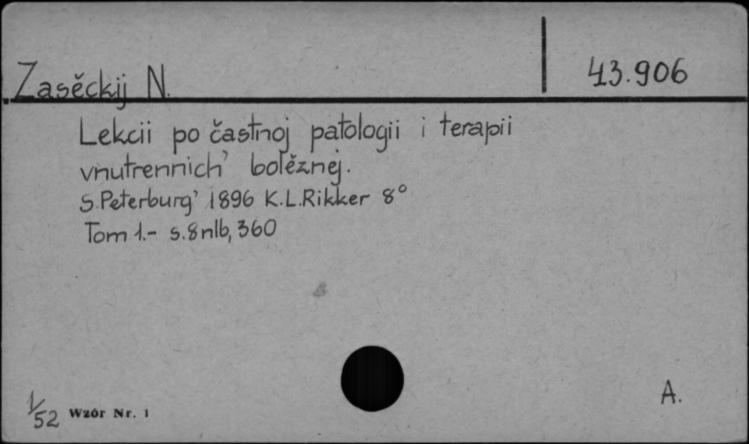 Zasěckij N.
43.906
Lekcii po častnoj patologii i terapii
vnutrennich' bolěznej.
S.Peterburg' 1896 K.L.Rikker 8°
Tom 1.- s.8nlb,360
1/52 Wzór Nr. 1
A.